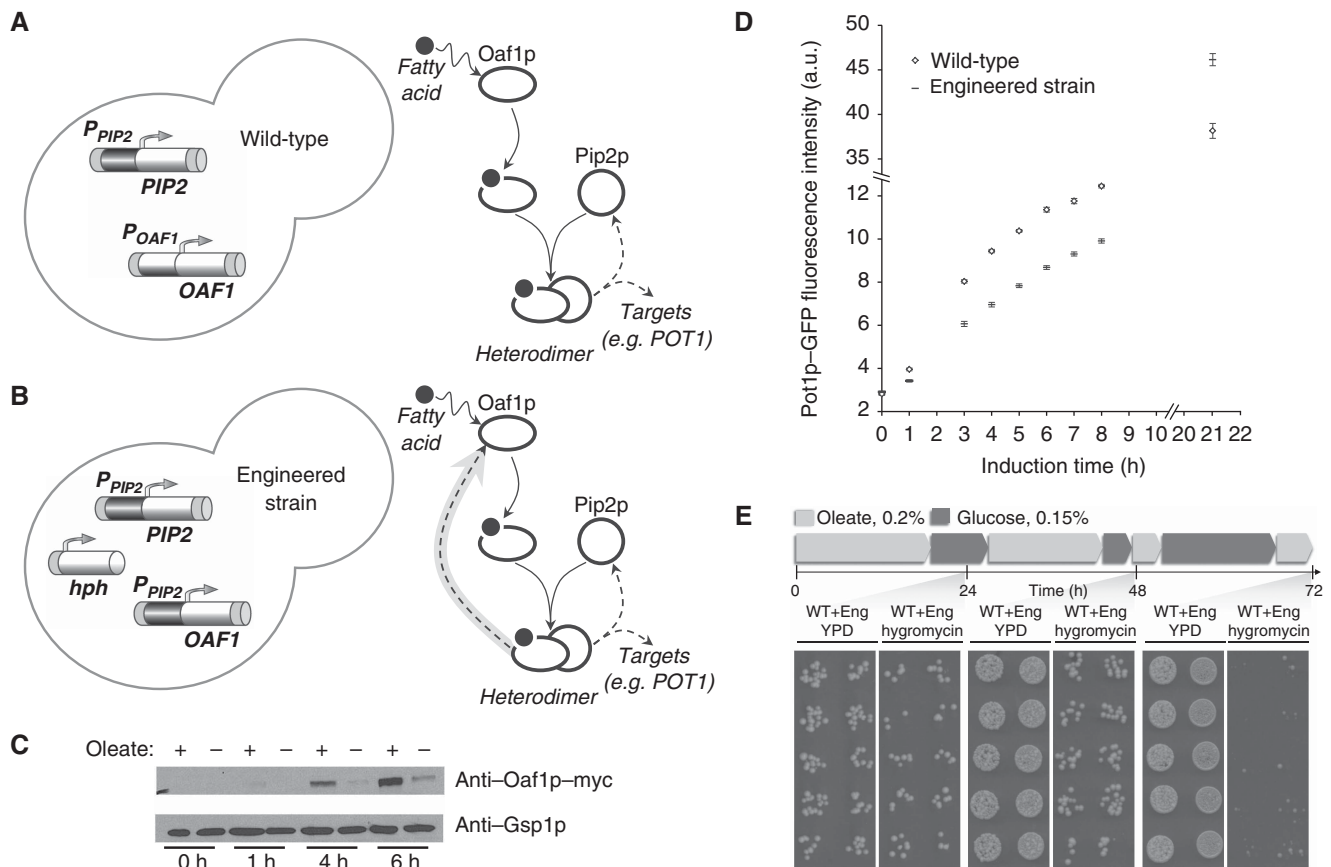 A
Fatty
acid
Oaf1p
P_PIP2
PIP2
Wild-type
P_OAF1
OAF1
Pip2p
Targets
(e.g. POT1)
Heterodimer
B
Fatty
acid
Oaf1p
P_PIP2
PIP2
Engineered
strain
hph
P_PIP2
OAF1
Pip2p
Targets
(e.g. POT1)
Heterodimer
C
Oleate: + – + – + – + –
Anti–Oaf1p–myc
Anti–Gsp1p
0 h 1 h 4 h 6 h
D
Pot1p–GFP fluorescence intensity (a.u.)
50
45
40
35
12
10
8
6
4
2
Wild-type
Engineered strain
0 1 2 3 4 5 6 7 8 9 10 20 21 22
Induction time (h)
E
Oleate, 0.2% Glucose, 0.15%
0 24 Time (h) 48 72
WT+Eng WT+Eng WT+Eng WT+Eng WT+Eng WT+Eng
YPD hygromycin YPD hygromycin YPD hygromycin